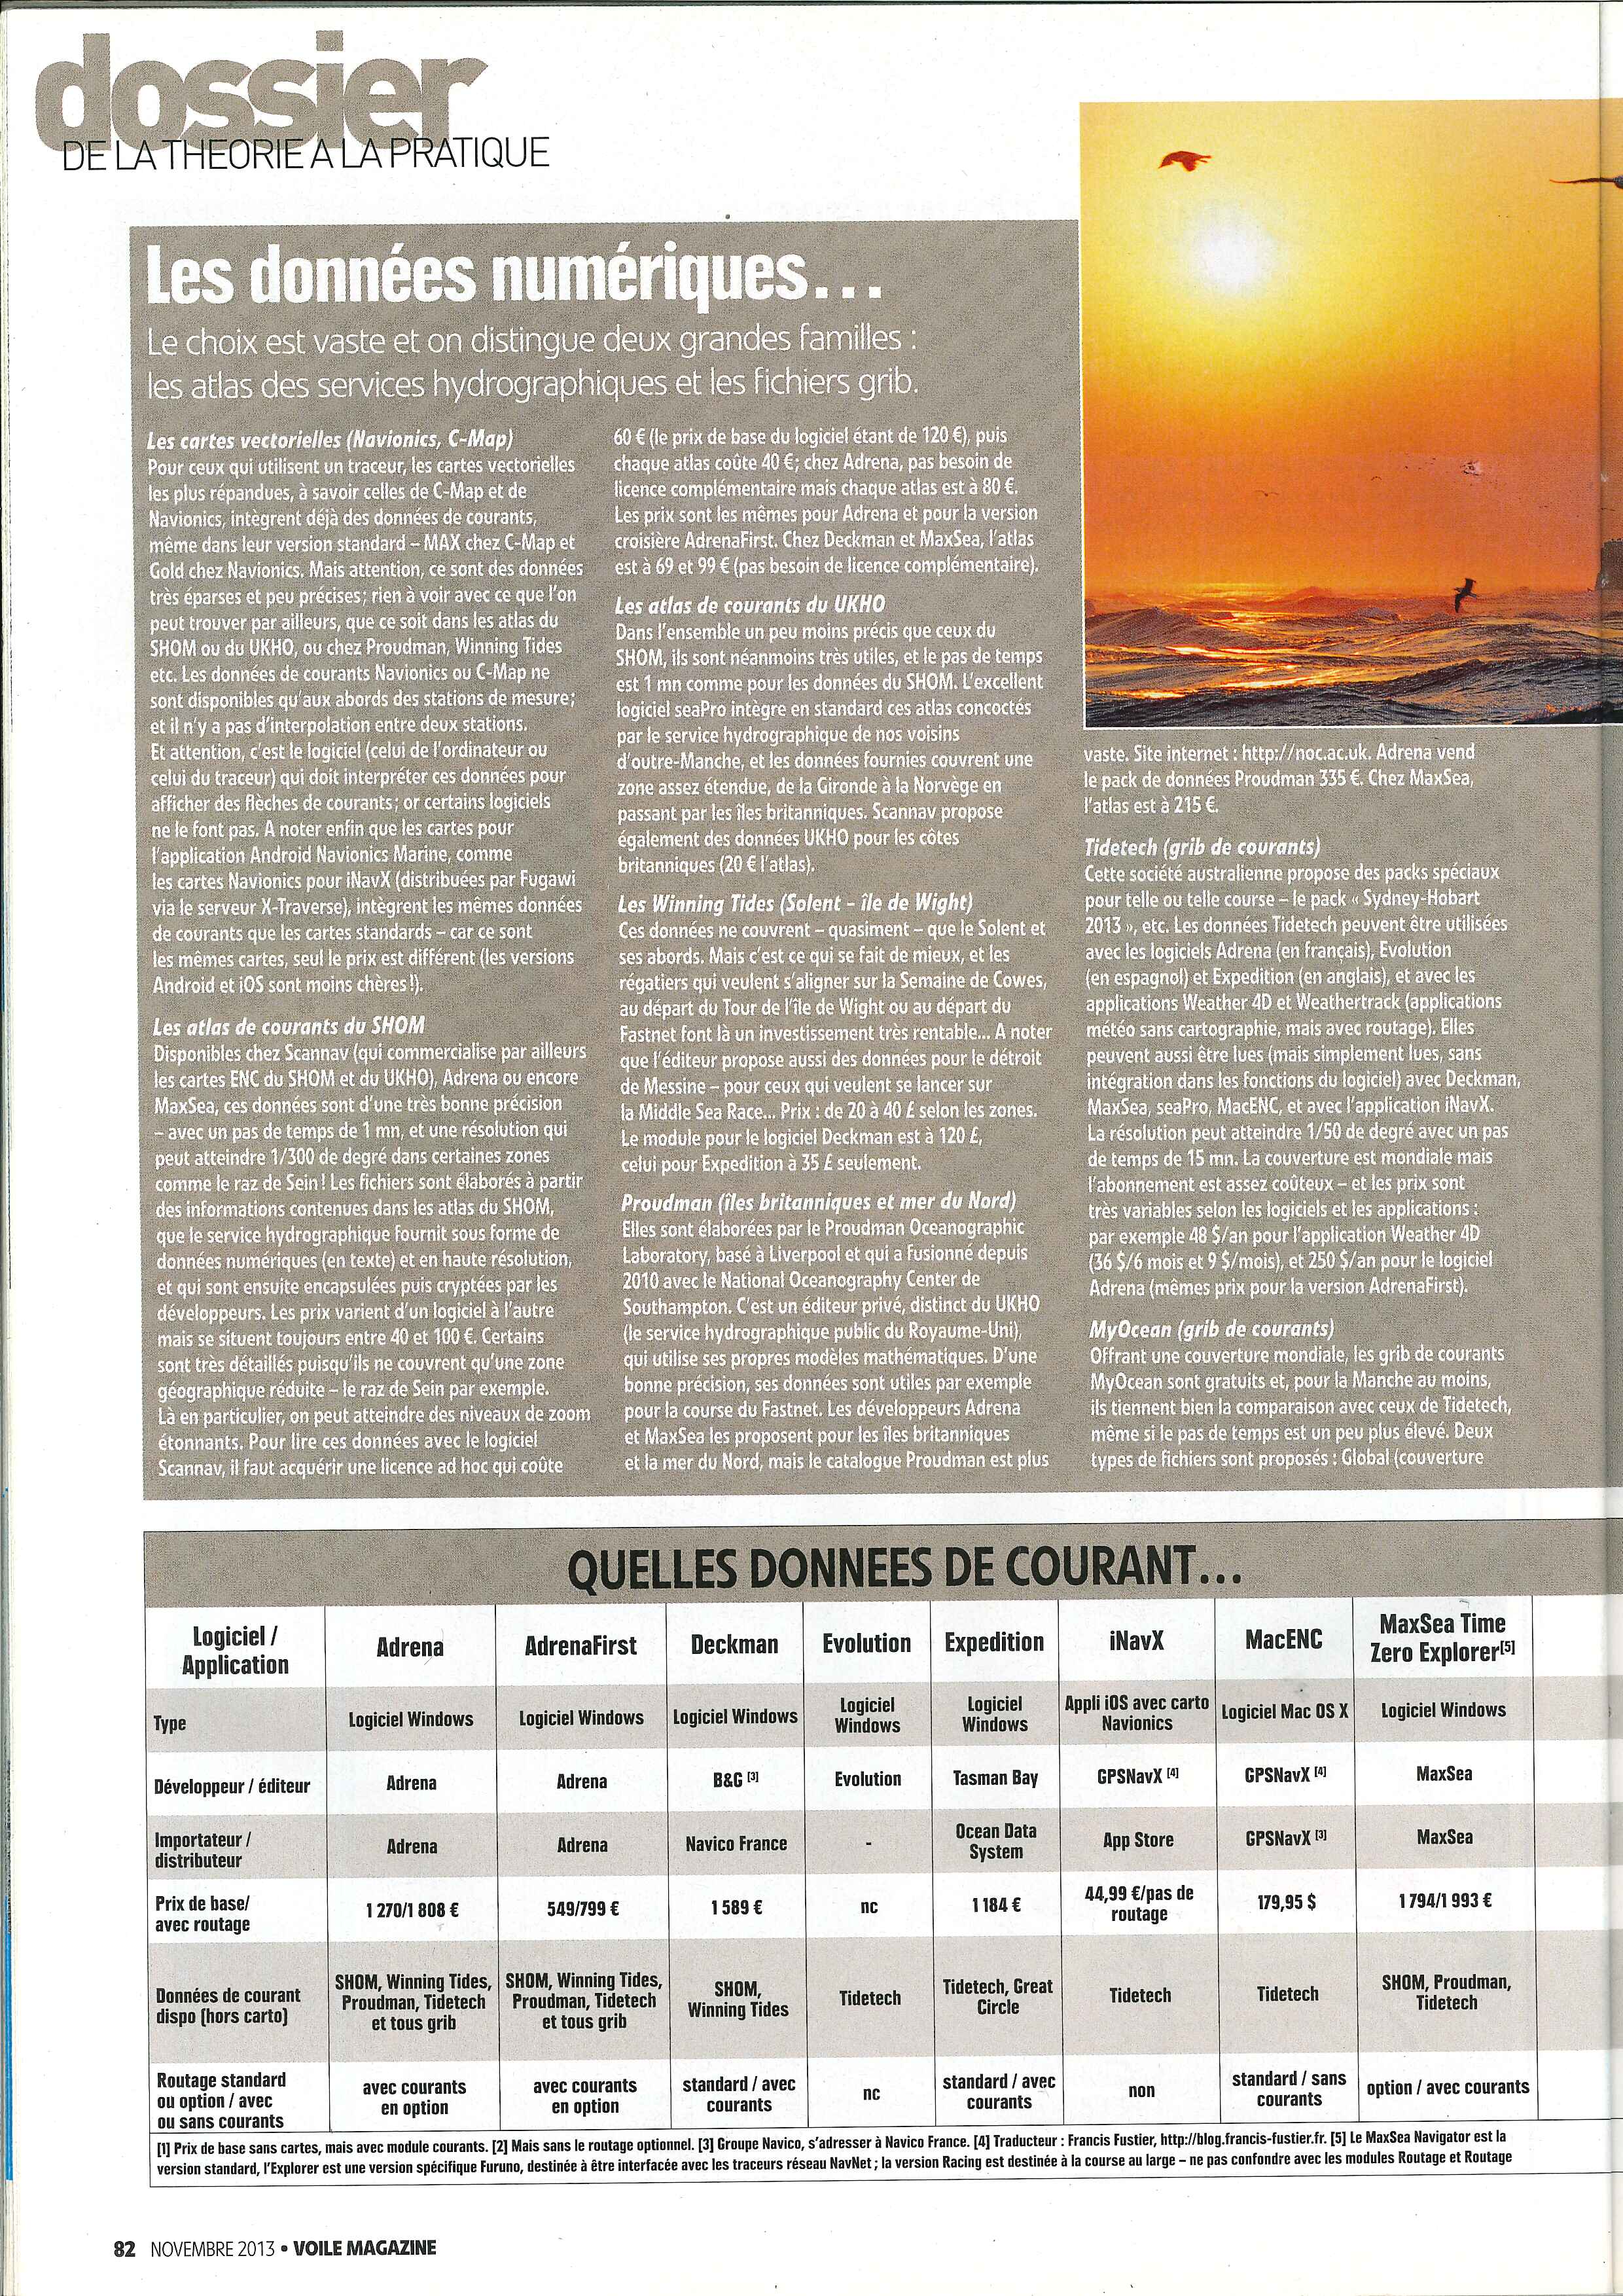 dossier
DE LA THEORIE A LA PRATIQUE
Les données numériques...
Le choix est vaste et on distingue deux grandes familles :
les atlas des services hydrographiques et les fichiers grib.
Les cartes vectorielles (Navionics, C-Map)
Pour ceux qui utilisent un traceur, les cartes vectorielles
les plus répandues, à savoir celles de C-Map et de
Navionics, intègrent déjà des données de courants,
même dans leur version standard – MAX chez C-Map et
Gold chez Navionics. Mais attention, ce sont des données
très éparses et peu précises; rien à voir avec ce que l'on
peut trouver par ailleurs, que ce soit dans les atlas du
SHOM ou du UKHO, ou chez Proudman, Winning Tides
etc. Les données de courants Navionics ou C-Map ne
sont disponibles qu'aux abords des stations de mesure;
et il n'y a pas d'interpolation entre deux stations.
Et attention, c'est le logiciel (celui de l'ordinateur ou
celui du traceur) qui doit interpréter ces données pour
afficher des flèches de courants; or certains logiciels
ne le font pas. A noter enfin que les cartes pour
l'application Android Navionics Marine, comme
les cartes Navionics pour iNavX (distribuées par Fugawi
via le serveur X-Traverse), intègrent les mêmes données
de courants que les cartes standards – car ce sont
les mêmes cartes, seul le prix est différent (les versions
Android et iOS sont moins chères !).
Les atlas de courants du SHOM
Disponibles chez Scannav (qui commercialise par ailleurs
les cartes ENC du SHOM et du UKHO), Adrena ou encore
MaxSea, ces données sont d'une très bonne précision
– avec un pas de temps de 1 mn, et une résolution qui
peut atteindre 1/300 de degré dans certaines zones
comme le raz de Sein ! Les fichiers sont élaborés à partir
des informations contenues dans les atlas du SHOM,
que le service hydrographique fournit sous forme de
données numériques (en texte) et en haute résolution,
et qui sont ensuite encapsulées puis cryptées par les
développeurs. Les prix varient d'un logiciel à l'autre
mais se situent toujours entre 40 et 100 €. Certains
sont très détaillés puisqu'ils ne couvrent qu'une zone
géographique réduite – le raz de Sein par exemple.
Là en particulier, on peut atteindre des niveaux de zoom
étonnants. Pour lire ces données avec le logiciel
Scannav, il faut acquérir une licence ad hoc qui coûte
60 € (le prix de base du logiciel étant de 120 €), puis
chaque atlas coûte 40 €; chez Adrena, pas besoin de
licence complémentaire mais chaque atlas est à 80 €.
Les prix sont les mêmes pour Adrena et pour la version
croisière AdrenaFirst. Chez Deckman et MaxSea, l'atlas
est à 69 et 99 € (pas besoin de licence complémentaire).
Les atlas de courants du UKHO
Dans l'ensemble un peu moins précis que ceux du
SHOM, ils sont néanmoins très utiles, et le pas de temps
est 1 mn comme pour les données du SHOM. L'excellent
logiciel seaPro intègre en standard ces atlas concoctés
par le service hydrographique de nos voisins
d'outre-Manche, et les données fournies couvrent une
zone assez étendue, de la Gironde à la Norvège en
passant par les îles britanniques. Scannav propose
également des données UKHO pour les côtes
britanniques (20 € l'atlas).
Les Winning Tides (Solent - île de Wight)
Ces données ne couvrent – quasiment – que le Solent et
ses abords. Mais c'est ce qui se fait de mieux, et les
régatiers qui veulent s'aligner sur la Semaine de Cowes,
au départ du Tour de l'île de Wight ou au départ du
Fastnet font là un investissement très rentable... A noter
que l'éditeur propose aussi des données pour le détroit
de Messine – pour ceux qui veulent se lancer sur
la Middle Sea Race... Prix : de 20 à 40 £ selon les zones.
Le module pour le logiciel Deckman est à 120 £,
celui pour Expedition à 35 £ seulement.
Proudman (îles britanniques et mer du Nord)
Elles sont élaborées par le Proudman Oceanographic
Laboratory, basé à Liverpool et qui a fusionné depuis
2010 avec le National Oceanography Center de
Southampton. C'est un éditeur privé, distinct du UKHO
(le service hydrographique public du Royaume-Uni),
qui utilise ses propres modèles mathématiques. D'une
bonne précision, ses données sont utiles par exemple
pour la course du Fastnet. Les développeurs Adrena
et MaxSea les proposent pour les îles britanniques
et la mer du Nord, mais le catalogue Proudman est plus
vaste. Site internet : http://noc.ac.uk. Adrena vend
le pack de données Proudman 335 €. Chez MaxSea,
l'atlas est à 215 €.
Tidetech (grib de courants)
Cette société australienne propose des packs spéciaux
pour telle ou telle course – le pack « Sydney-Hobart
2013 », etc. Les données Tidetech peuvent être utilisées
avec les logiciels Adrena (en français), Evolution
(en espagnol) et Expedition (en anglais), et avec les
applications Weather 4D et Weathertrack (applications
météo sans cartographie, mais avec routage). Elles
peuvent aussi être lues (mais simplement lues, sans
intégration dans les fonctions du logiciel) avec Deckman,
MaxSea, seaPro, MacENC, et avec l'application iNavX.
La résolution peut atteindre 1/50 de degré avec un pas
de temps de 15 mn. La couverture est mondiale mais
l'abonnement est assez coûteux – et les prix sont
très variables selon les logiciels et les applications :
par exemple 48 $/an pour l'application Weather 4D
(36 $/6 mois et 9 $/mois), et 250 $/an pour le logiciel
Adrena (mêmes prix pour la version AdrenaFirst).
MyOcean (grib de courants)
Offrant une couverture mondiale, les grib de courants
MyOcean sont gratuits et, pour la Manche au moins,
ils tiennent bien la comparaison avec ceux de Tidetech,
même si le pas de temps est un peu plus élevé. Deux
types de fichiers sont proposés : Global (couverture
QUELLES DONNEES DE COURANT...
Logiciel / Application Adrena AdrenaFirst Deckman Evolution Expedition iNavX MacENC MaxSea Time Zero Explorer[5]
Type Logiciel Windows Logiciel Windows Logiciel Windows Logiciel Windows Logiciel Windows Appli iOS avec carto Navionics Logiciel Mac OS X Logiciel Windows
Développeur / éditeur Adrena Adrena B&G [3] Evolution Tasman Bay GPSNavX [4] GPSNavX [4] MaxSea
Importateur / distributeur Adrena Adrena Navico France - Ocean Data System App Store GPSNavX [3] MaxSea
Prix de base/ avec routage 1 270/1 808 € 549/799 € 1 589 € nc 1 184 € 44,99 €/pas de routage 179,95 $ 1 794/1 993 €
Données de courant dispo (hors carto) SHOM, Winning Tides, Proudman, Tidetech et tous grib SHOM, Winning Tides, Proudman, Tidetech et tous grib SHOM, Winning Tides Tidetech Tidetech, Great Circle Tidetech Tidetech SHOM, Proudman, Tidetech
Routage standard ou option / avec ou sans courants avec courants en option avec courants en option standard / avec courants nc standard / avec courants non standard / sans courants option / avec courants
[1] Prix de base sans cartes, mais avec module courants. [2] Mais sans le routage optionnel. [3] Groupe Navico, s'adresser à Navico France. [4] Traducteur : Francis Fustier, http://blog.francis-fustier.fr. [5] Le MaxSea Navigator est la
version standard, l'Explorer est une version spécifique Furuno, destinée à être interfacée avec les traceurs réseau NavNet ; la version Racing est destinée à la course au large – ne pas confondre avec les modules Routage et Routage
82 NOVEMBRE 2013 • VOILE MAGAZINE